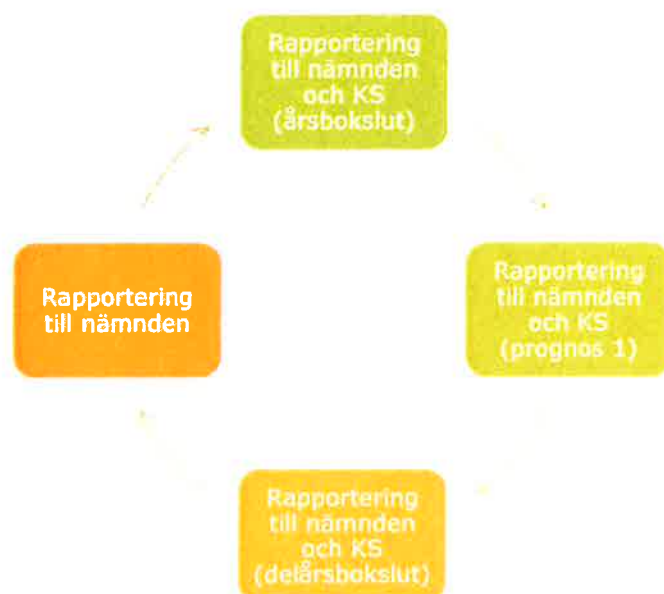 Rapportering
till nämnden
och KS
(årsbokslut)
Rapportering
till nämnden
Rapportering
till nämnden
och KS
(prognos 1)
Rapportering
till nämnden
och KS
(delårsbokslut)